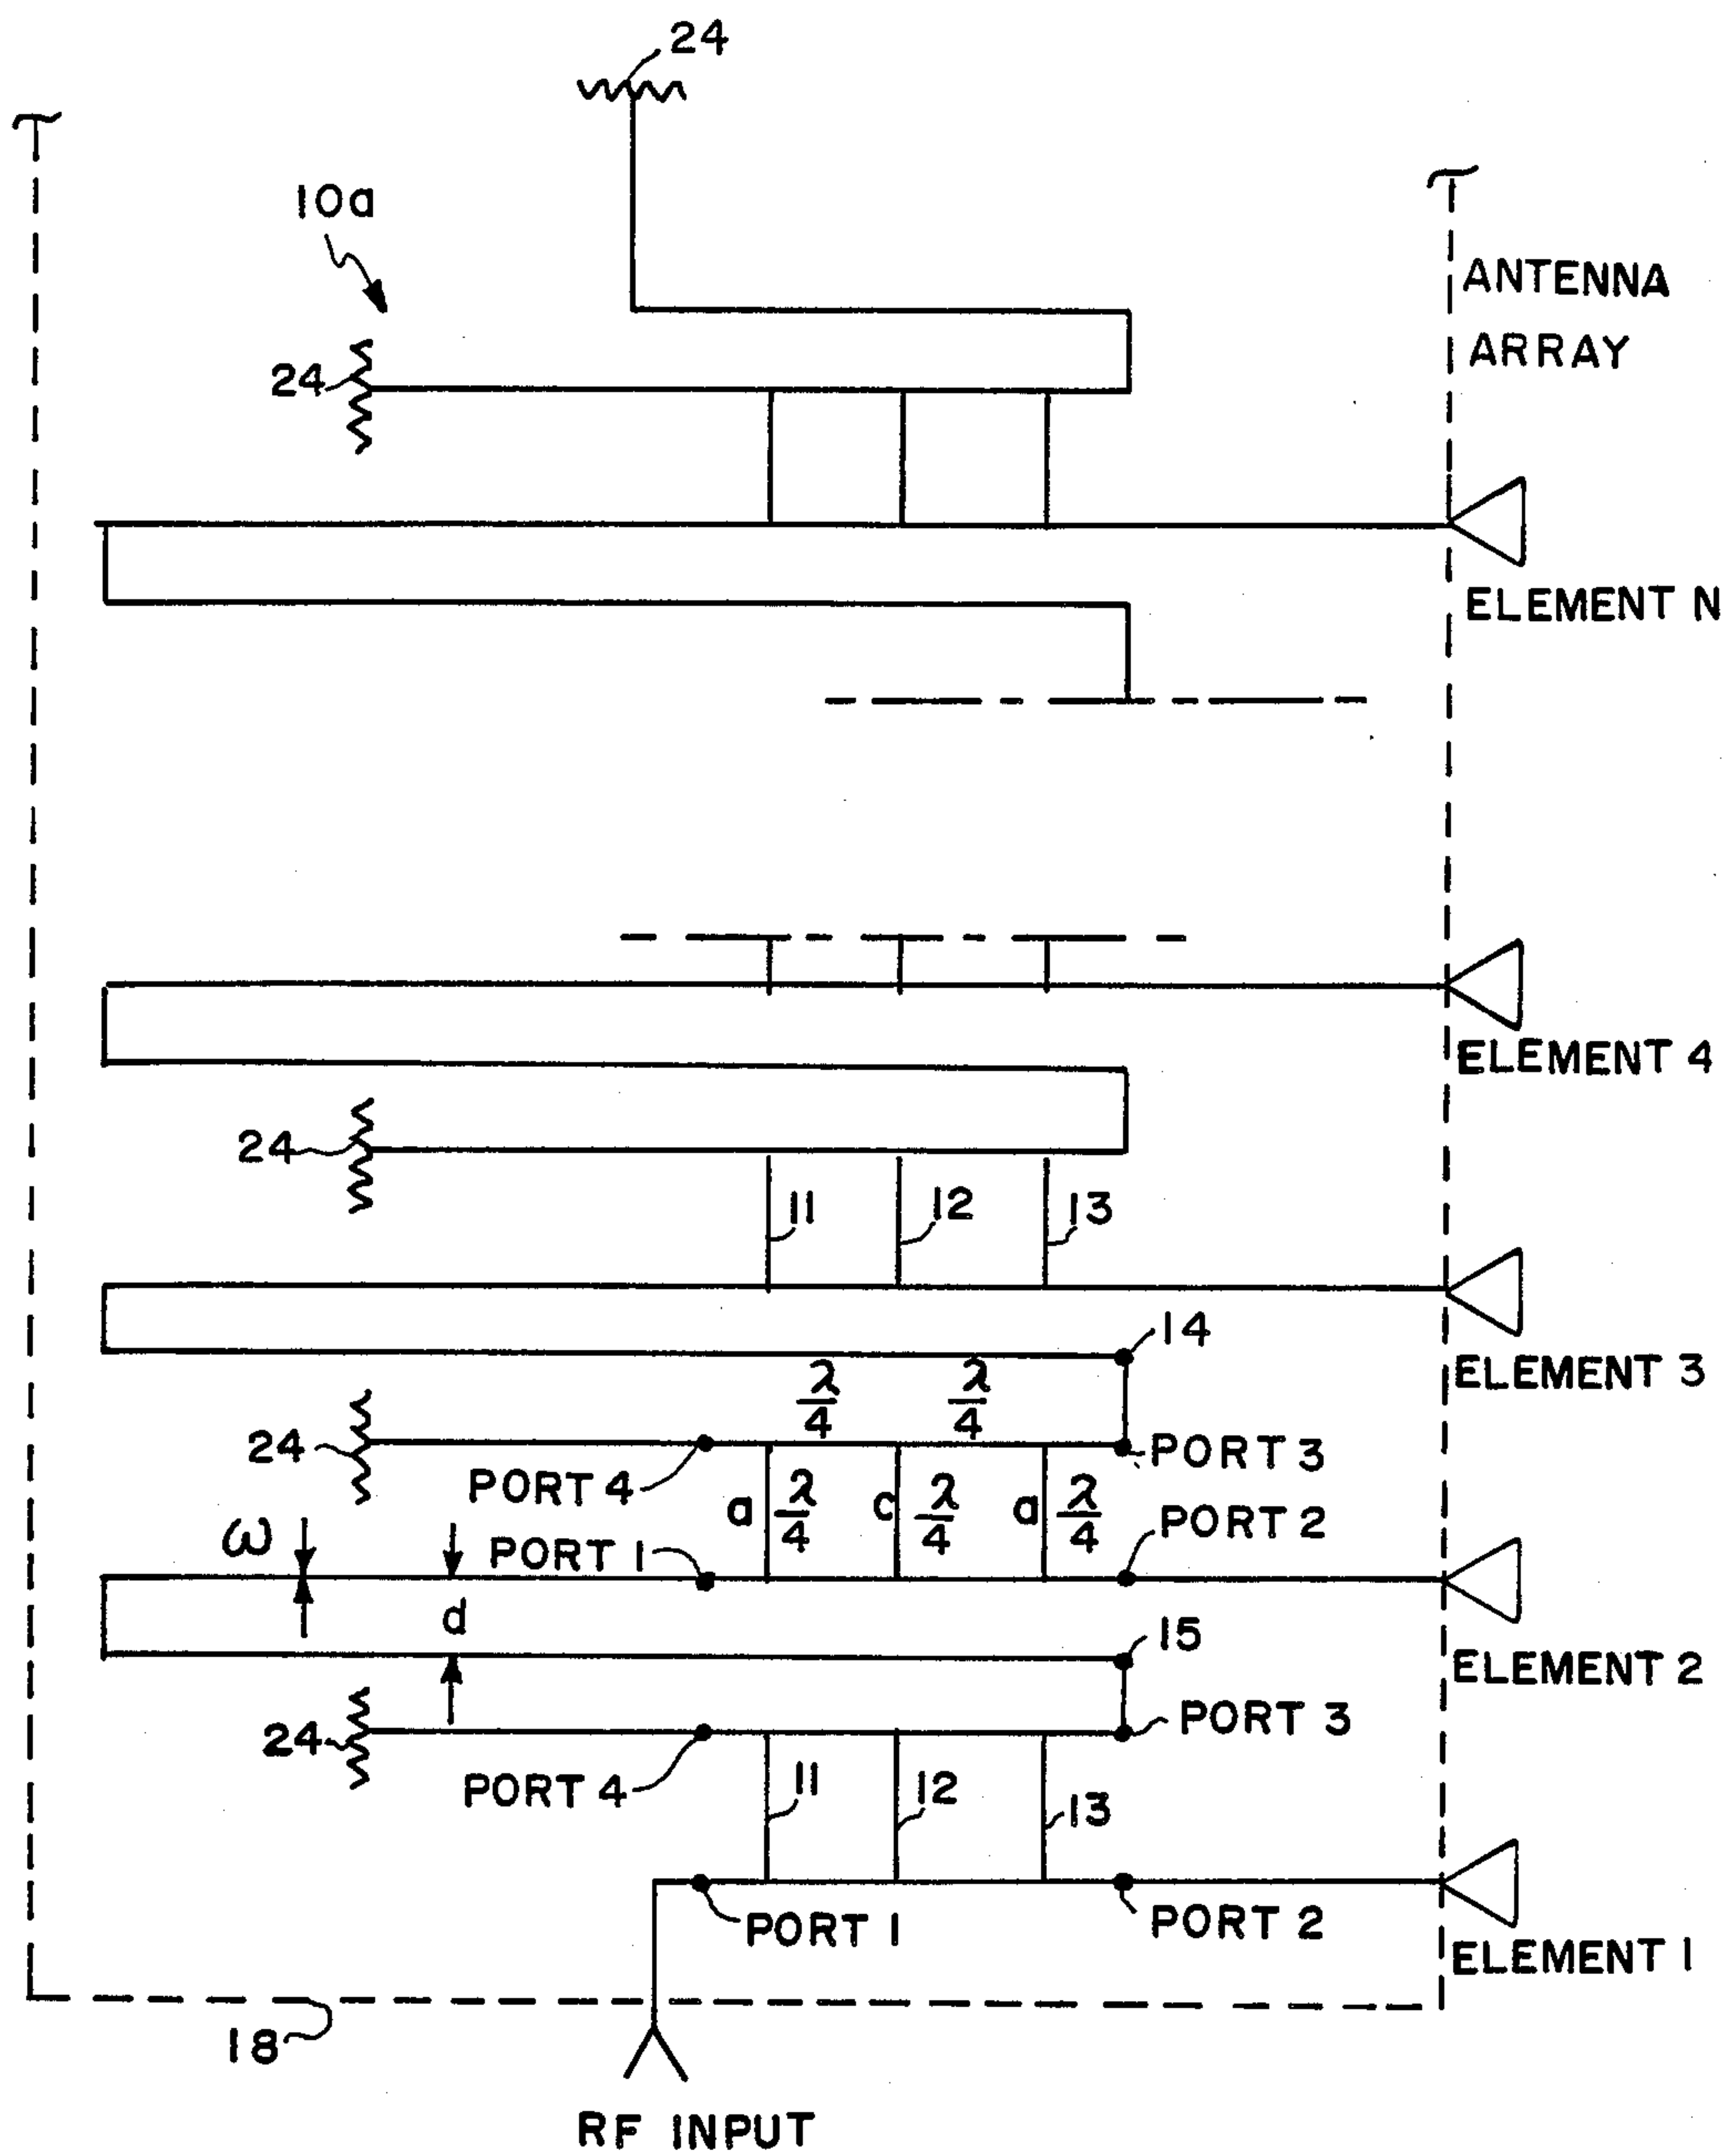 24
10a
ANTENNA
ARRAY
24
ELEMENT N
ELEMENT 4
24
11
12
13
14
ELEMENT 3
λ/4
λ/4
24
PORT 4
PORT 3
a
λ/4
c
λ/4
a
λ/4
PORT 2
ω
PORT 1
d
15
ELEMENT 2
24
PORT 3
PORT 4
11
12
13
PORT 1
PORT 2
ELEMENT 1
18
RF INPUT